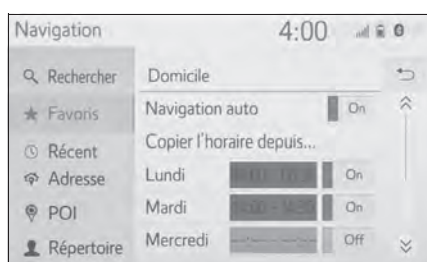 Navigation 4:00
Rechercher
Favoris
Récent
Adresse
POI
Répertoire
Domicile
Navigation auto On
Copier l'horaire depuis...
Lundi On
Mardi On
Mercredi Off